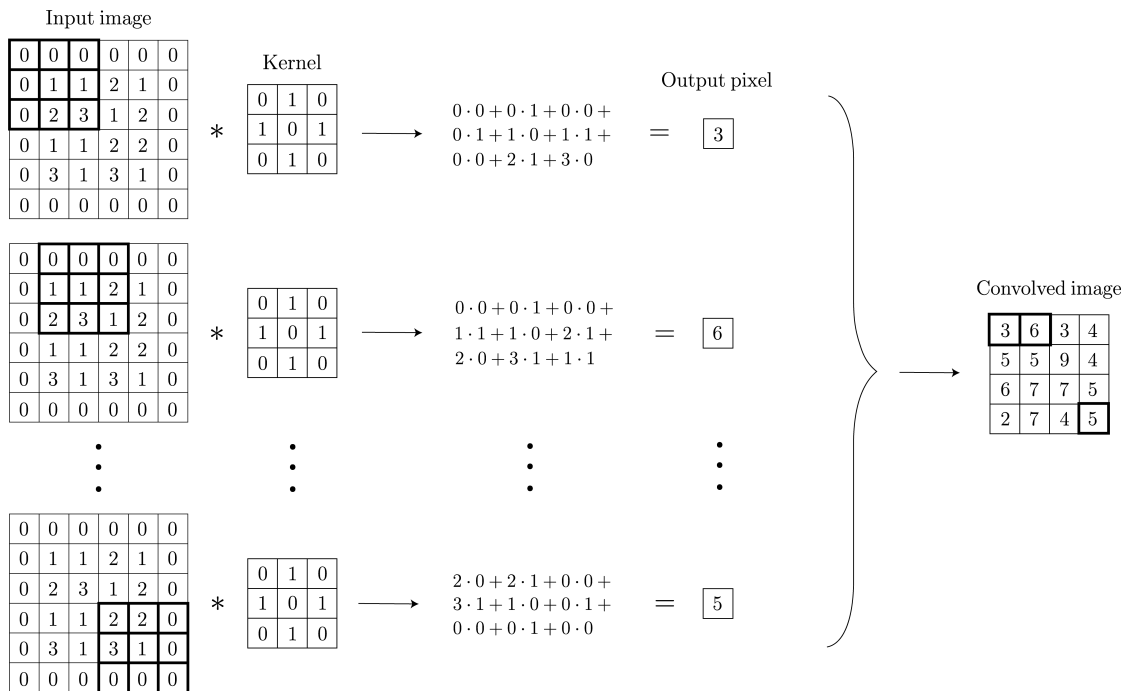 Input image
Kernel
Output pixel
0 0 0 0 0 0
0 1 1 2 1 0
0 2 3 1 2 0
0 1 1 2 2 0
0 3 1 3 1 0
0 0 0 0 0 0
*
0 1 0
1 0 1
0 1 0
0 · 0 + 0 · 1 + 0 · 0 +
0 · 1 + 1 · 0 + 1 · 1 +
0 · 0 + 2 · 1 + 3 · 0
=
3
0 0 0 0 0 0
0 1 1 2 1 0
0 2 3 1 2 0
0 1 1 2 2 0
0 3 1 3 1 0
0 0 0 0 0 0
*
0 1 0
1 0 1
0 1 0
0 · 0 + 0 · 1 + 0 · 0 +
1 · 1 + 1 · 0 + 2 · 1 +
2 · 0 + 3 · 1 + 1 · 1
=
6
0 0 0 0 0 0
0 1 1 2 1 0
0 2 3 1 2 0
0 1 1 2 2 0
0 3 1 3 1 0
0 0 0 0 0 0
*
0 1 0
1 0 1
0 1 0
2 · 0 + 2 · 1 + 0 · 0 +
3 · 1 + 1 · 0 + 0 · 1 +
0 · 0 + 0 · 1 + 0 · 0
=
5
Convolved image
3 6 3 4
5 5 9 4
6 7 7 5
2 7 4 5